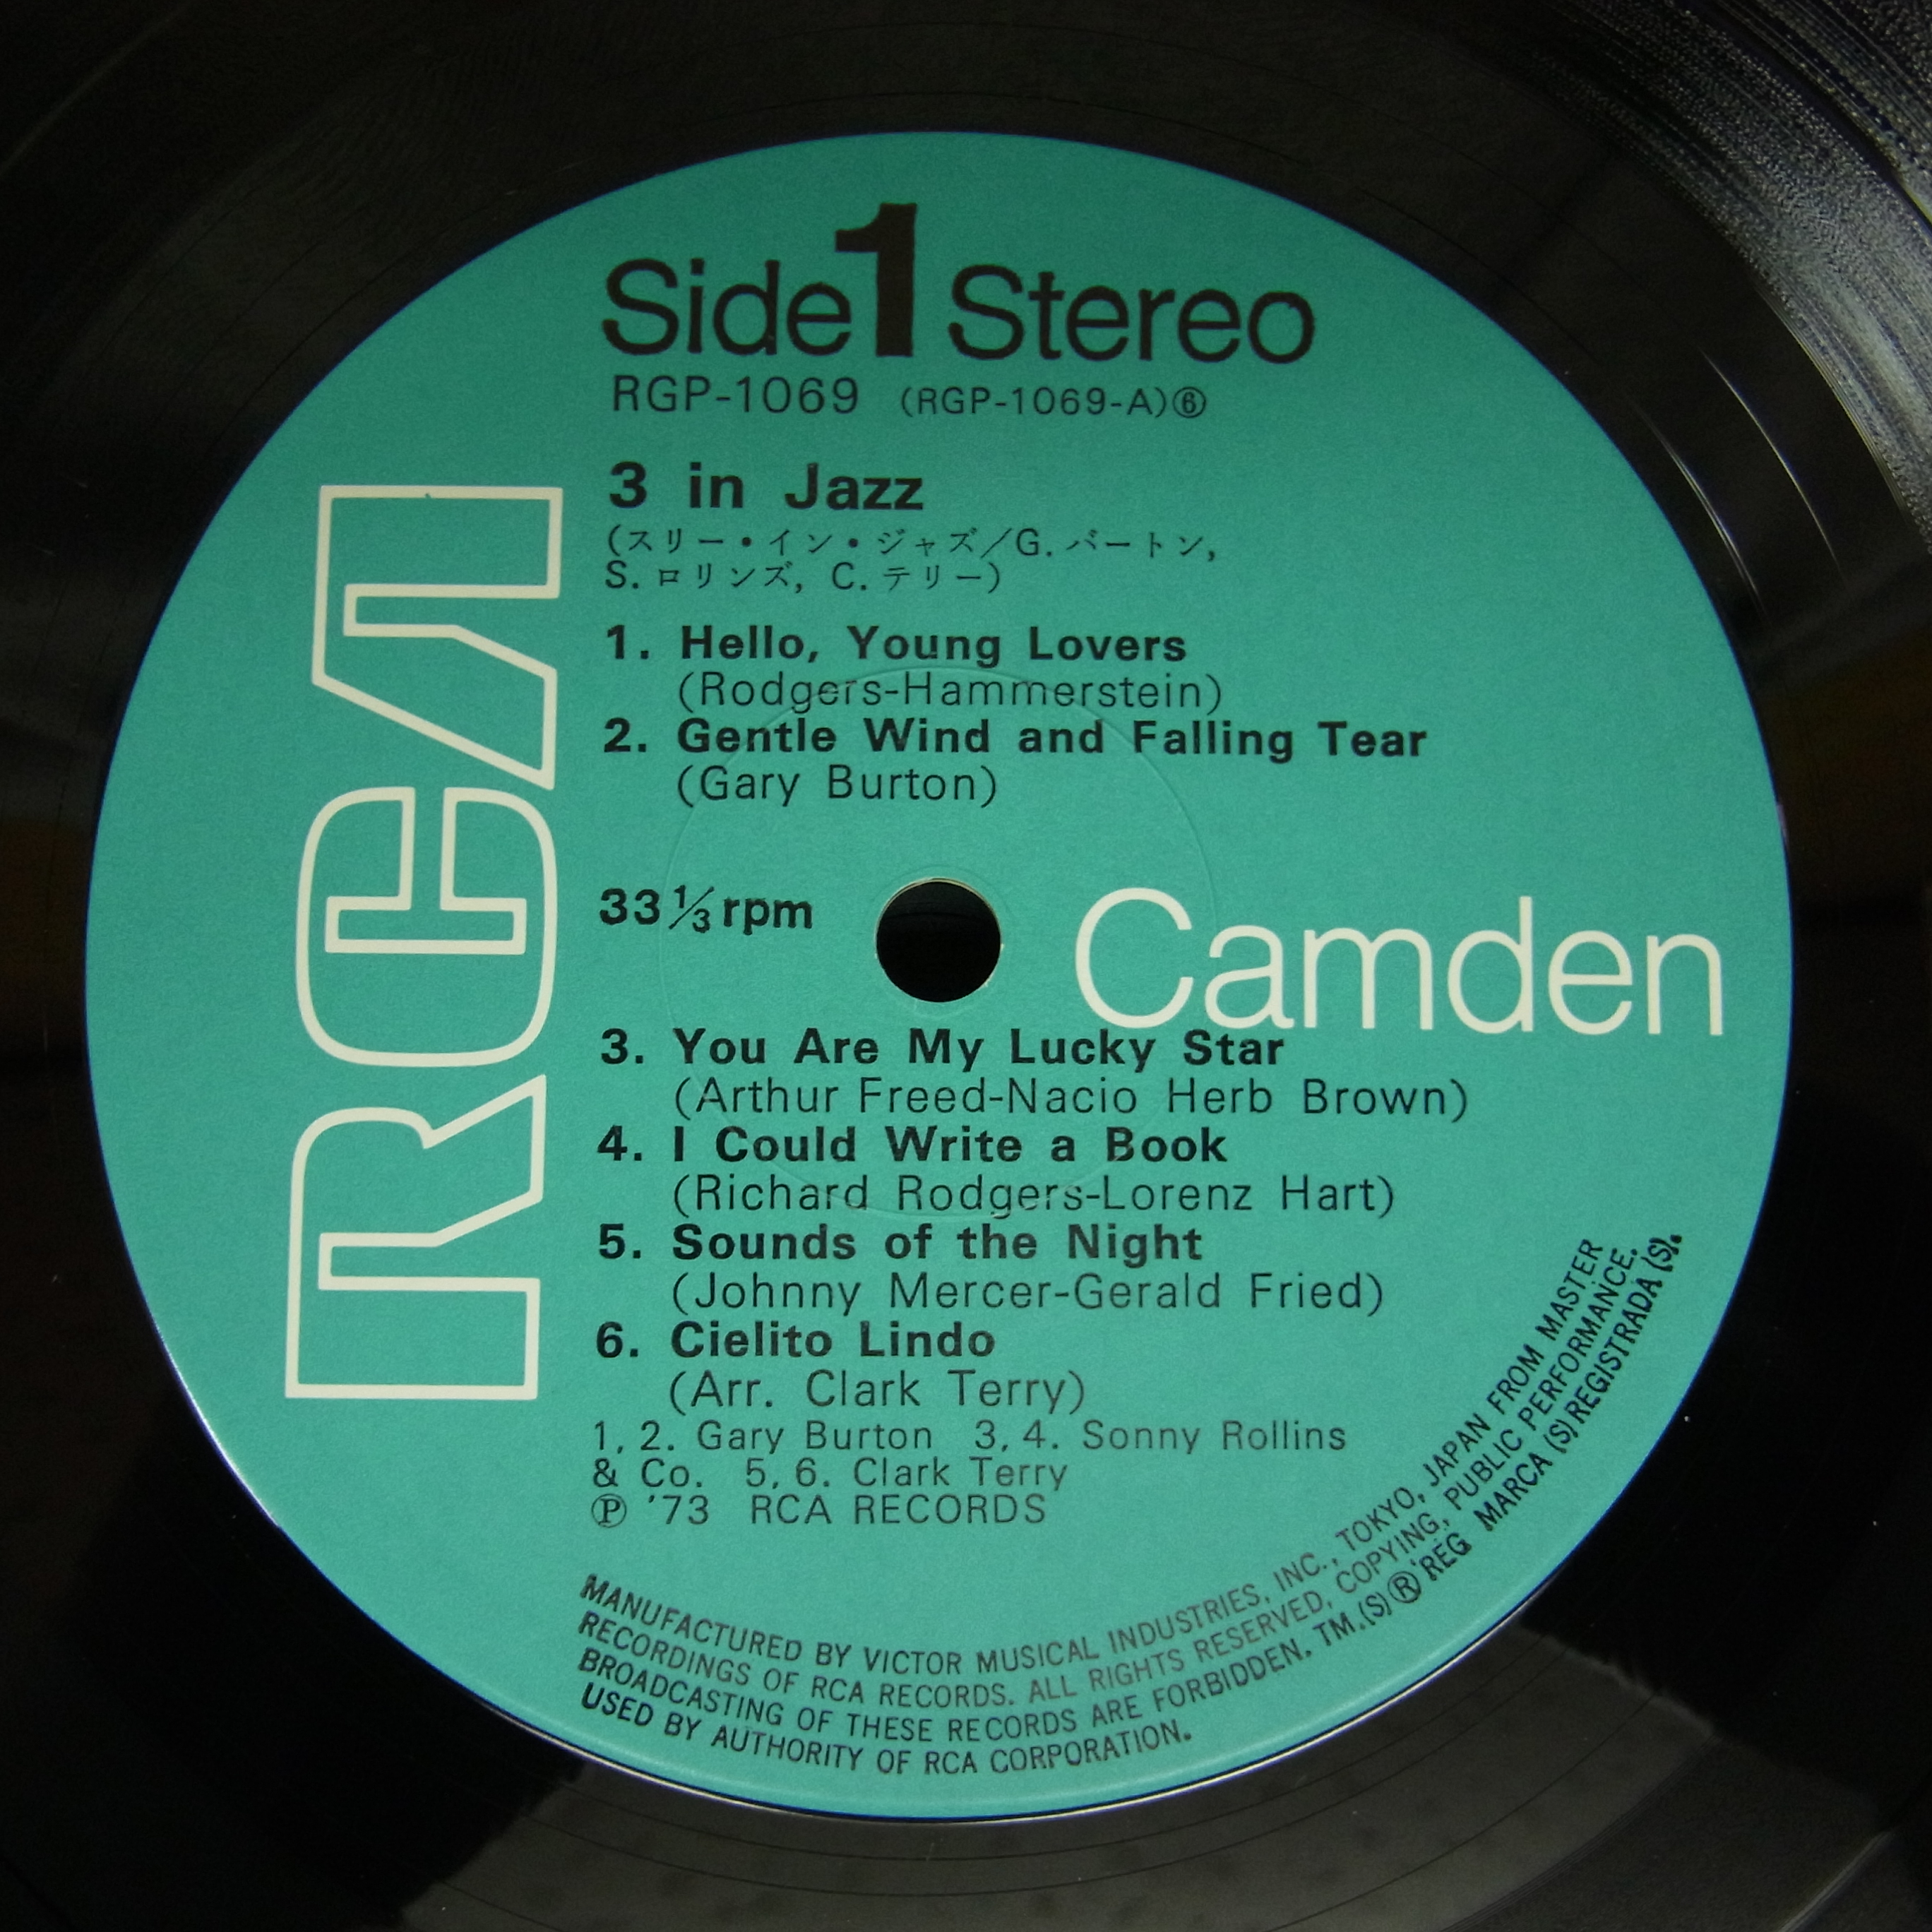 Side 1 Stereo
RGP-1069 (RGP-1069-A)⑥
3 in Jazz
(スリー・イン・ジャズ/G. バートン,
S. ロリンズ, C. テリー)
1. Hello, Young Lovers
(Rodgers-Hammerstein)
2. Gentle Wind and Falling Tear
(Gary Burton)
33 1/3 rpm
RCA
Camden
3. You Are My Lucky Star
(Arthur Freed-Nacio Herb Brown)
4. I Could Write a Book
(Richard Rodgers-Lorenz Hart)
5. Sounds of the Night
(Johnny Mercer-Gerald Fried)
6. Cielito Lindo
(Arr. Clark Terry)
1, 2. Gary Burton 3, 4. Sonny Rollins
& Co. 5, 6. Clark Terry
Ⓟ '73 RCA RECORDS
MANUFACTURED BY VICTOR MUSICAL INDUSTRIES, INC., TOKYO, JAPAN FROM MASTER
RECORDINGS OF RCA RECORDS. ALL RIGHTS RESERVED, COPYING, PUBLIC PERFORMANCE.
BROADCASTING OF THESE RECORDS ARE FORBIDDEN. TM.(S) ® REG MARCA (S) REGISTRADA (S).
USED BY AUTHORITY OF RCA CORPORATION.